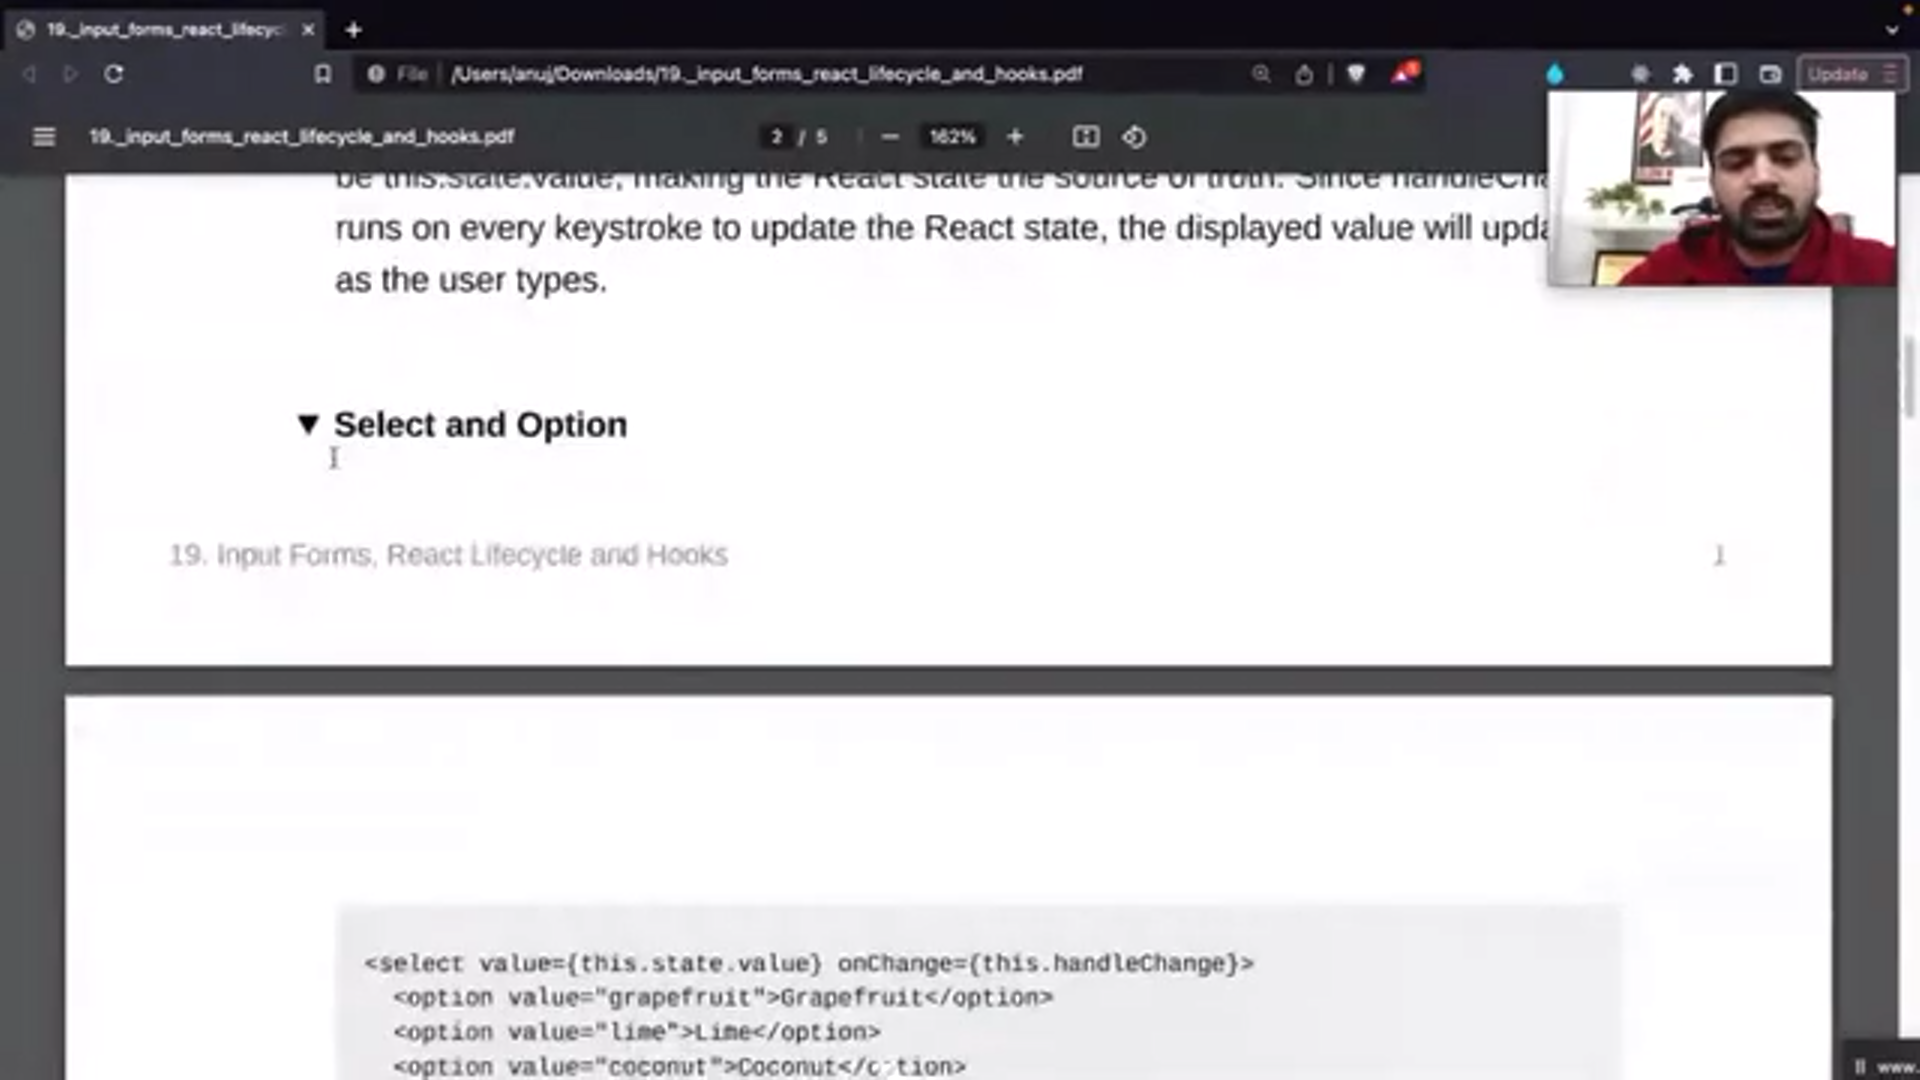 19._input_forms_react_lifecyc
File
/Users/anuj/Downloads/19._input_forms_react_lifecycle_and_hooks.pdf
Update
19._input_forms_react_lifecycle_and_hooks.pdf
2 / 5
162%
be this.state.value, making the React state the source of truth. Since handleCha
runs on every keystroke to update the React state, the displayed value will upda
as the user types.
▼ Select and Option
19. Input Forms, React Lifecycle and Hooks
1
<select value={this.state.value} onChange={this.handleChange}>
<option value="grapefruit">Grapefruit</option>
<option value="lime">Lime</option>
<option value="coconut">Coconut</option>
www.